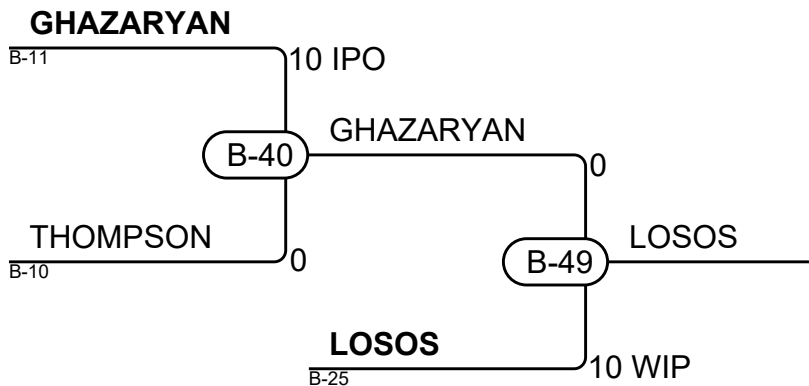 GHAZARYAN
B-11
10 IPO
GHAZARYAN
B-40
0
THOMPSON
LOSOS
B-10
0
B-49
LOSOS
B-25
10 WIP